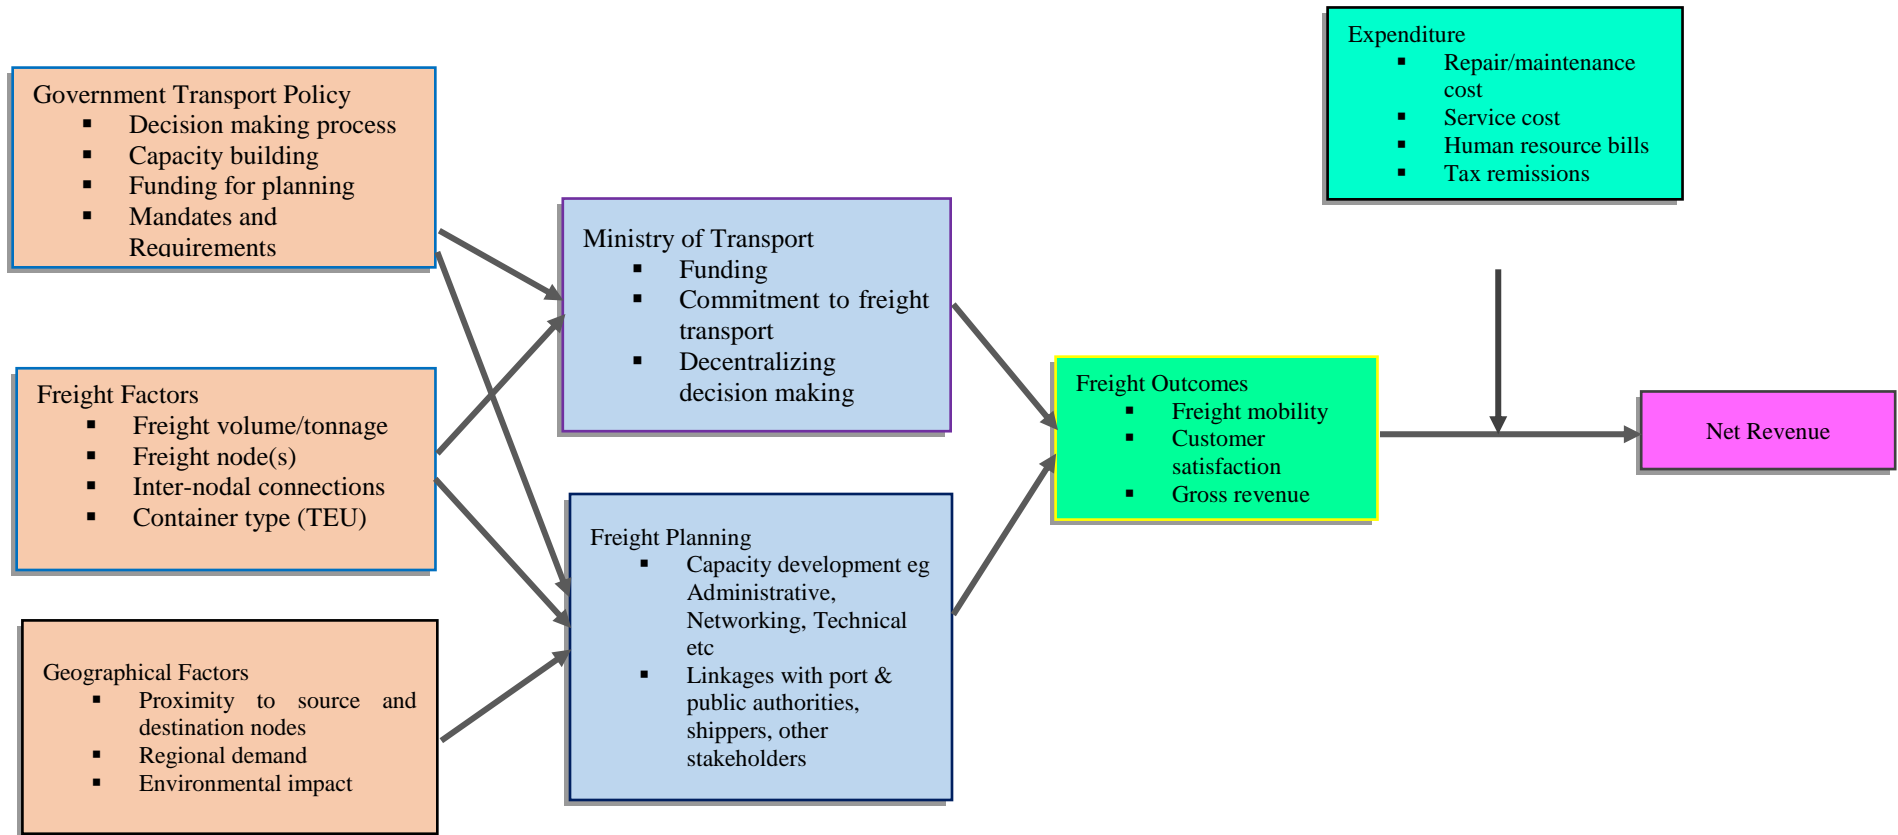 Government Transport Policy
▪ Decision making process
▪ Capacity building
▪ Funding for planning
▪ Mandates and
Requirements
Freight Factors
▪ Freight volume/tonnage
▪ Freight node(s)
▪ Inter-nodal connections
▪ Container type (TEU)
Geographical Factors
▪ Proximity to source and
destination nodes
▪ Regional demand
▪ Environmental impact
Ministry of Transport
▪ Funding
▪ Commitment to freight
transport
▪ Decentralizing
decision making
Freight Planning
▪ Capacity development eg
Administrative,
Networking, Technical
etc
▪ Linkages with port &
public authorities,
shippers, other
stakeholders
Freight Outcomes
▪ Freight mobility
▪ Customer
satisfaction
▪ Gross revenue
Expenditure
▪ Repair/maintenance
cost
▪ Service cost
▪ Human resource bills
▪ Tax remissions
Net Revenue